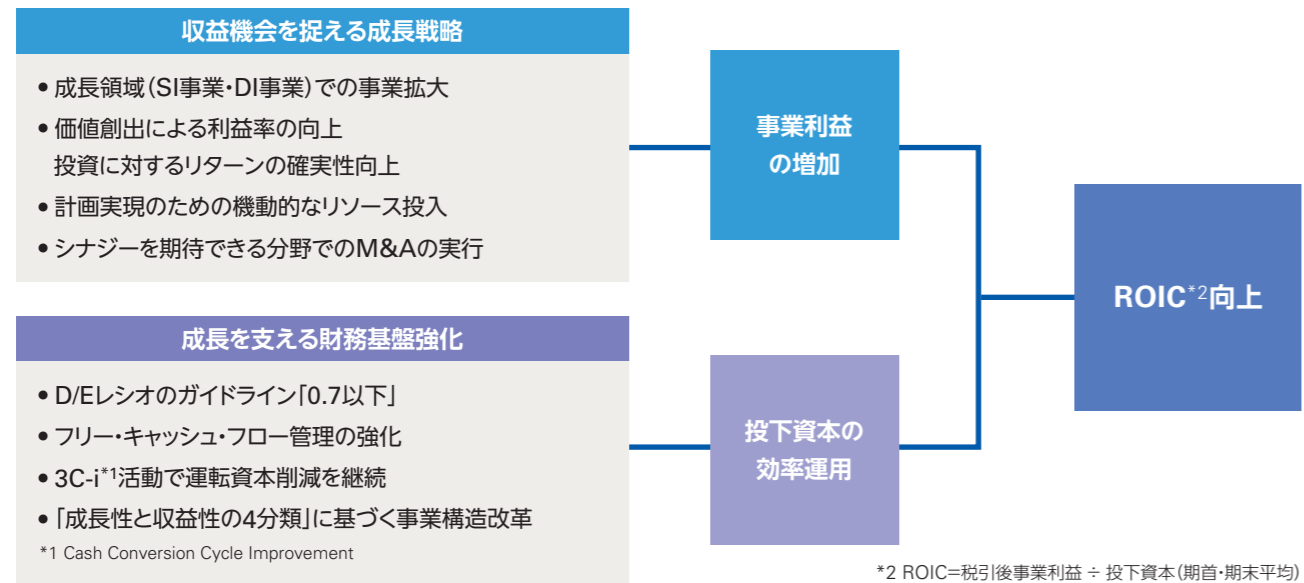 収益機会を捉える成長戦略
• 成長領域(SI事業・DI事業)での事業拡大
• 価値創出による利益率の向上
投資に対するリターンの確実性向上
• 計画実現のための機動的なリソース投入
• シナジーを期待できる分野でのM&Aの実行
事業利益
の増加
成長を支える財務基盤強化
• D/Eレシオのガイドライン「0.7以下」
• フリー・キャッシュ・フロー管理の強化
• 3C-i*1活動で運転資本削減を継続
• 「成長性と収益性の4分類」に基づく事業構造改革
*1 Cash Conversion Cycle Improvement
投下資本の
効率運用
ROIC*2向上
*2 ROIC=税引後事業利益 ÷ 投下資本(期首・期末平均)